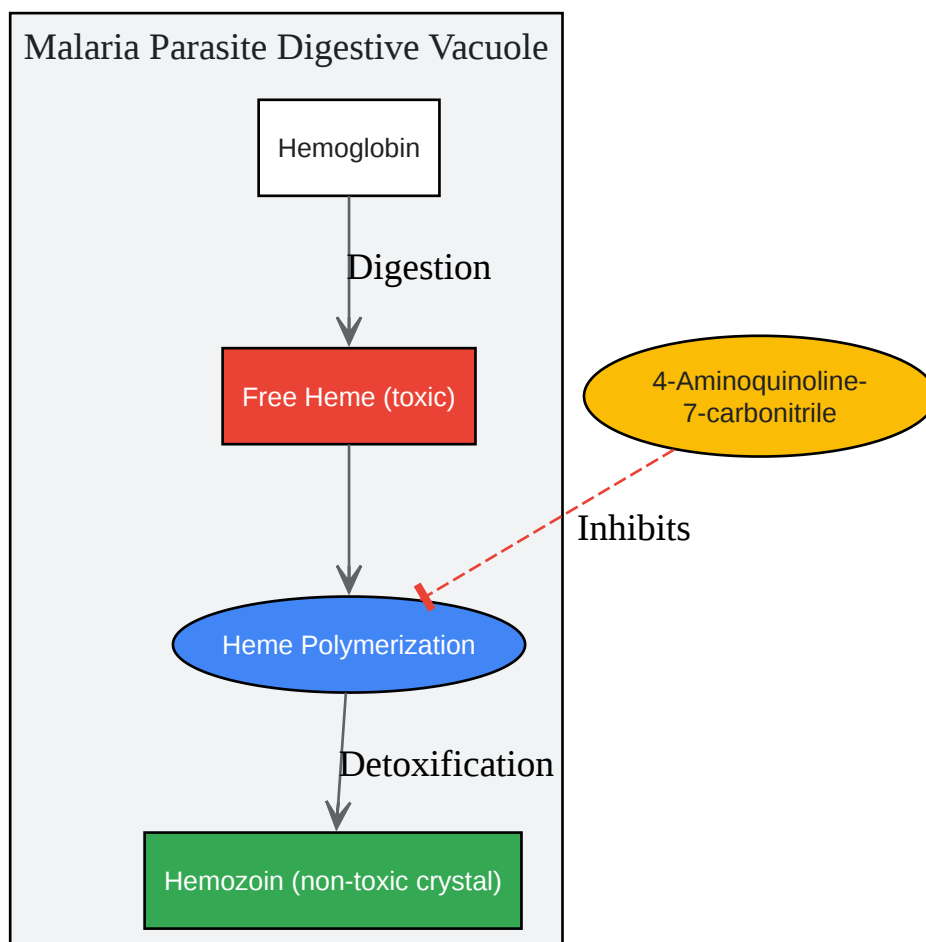 Malaria Parasite Digestive Vacuole
Hemoglobin
Digestion
Free Heme (toxic)
4-Aminoquinoline-
7-carbonitrile
Inhibits
Heme Polymerization
Detoxification
Hemozoin (non-toxic crystal)